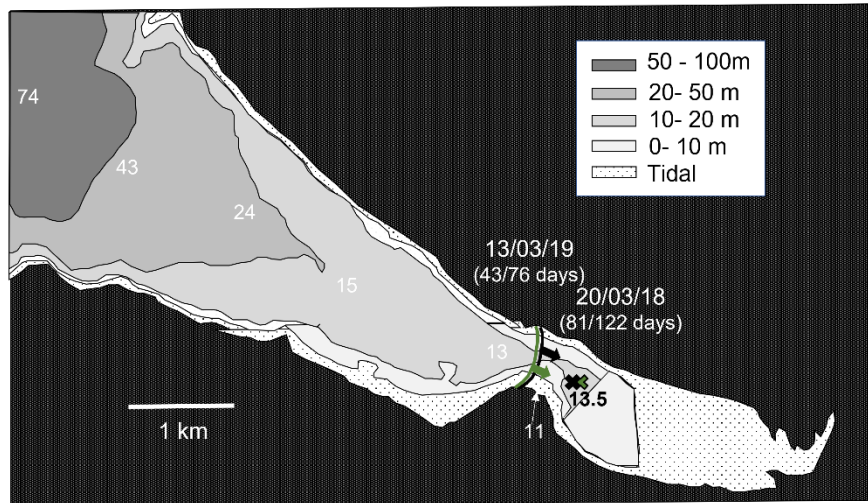 50 - 100m
20- 50 m
10 - 20 m
0- 10 m
Tidal
74
43
24
15
13
13/03/19
(43/76 days)
20/03/18
(81/122 days)
13.5
11
1 km